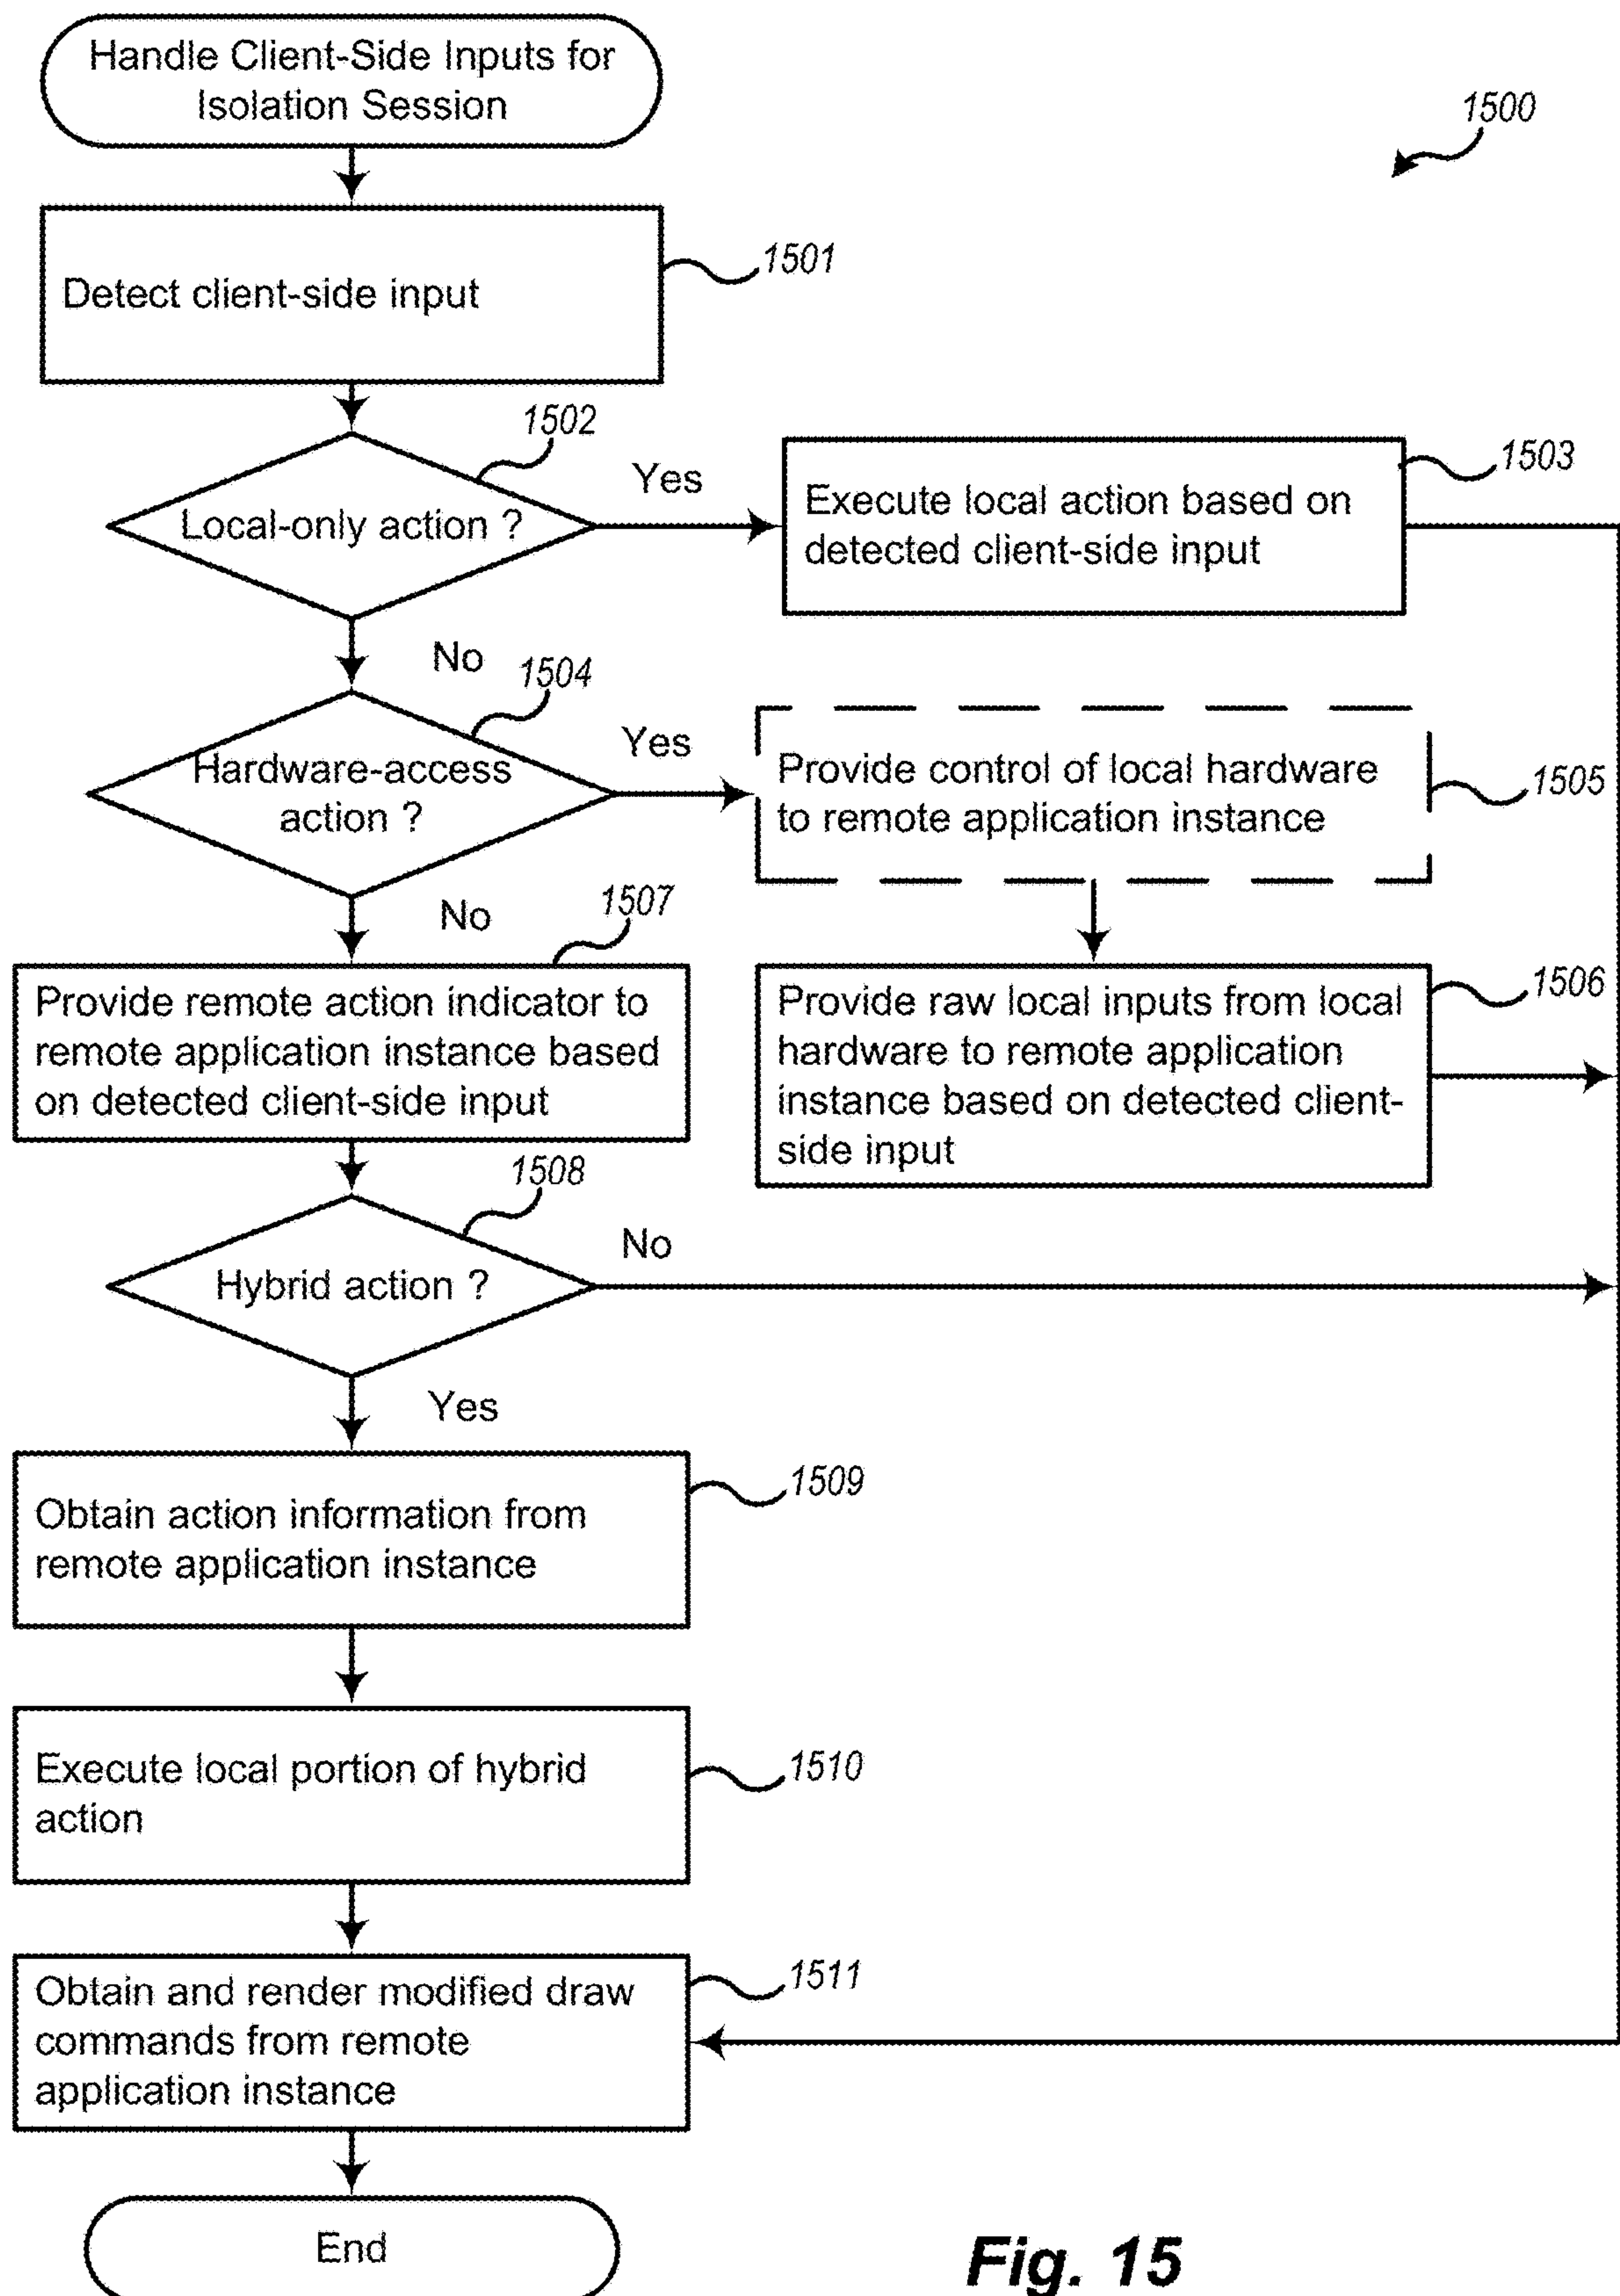 Handle Client-Side Inputs for
Isolation Session
1500
Detect client-side input
1501
1502
Local-only action ?
Yes
Execute local action based on
detected client-side input
1503
No
1504
Hardware-access
action ?
Yes
Provide control of local hardware
to remote application instance
1505
No
1507
Provide remote action indicator to
remote application instance based
on detected client-side input
Provide raw local inputs from local
hardware to remote application
instance based on detected client-
side input
1506
1508
Hybrid action ?
No
Yes
Obtain action information from
remote application instance
1509
Execute local portion of hybrid
action
1510
Obtain and render modified draw
commands from remote
application instance
1511
End
Fig. 15